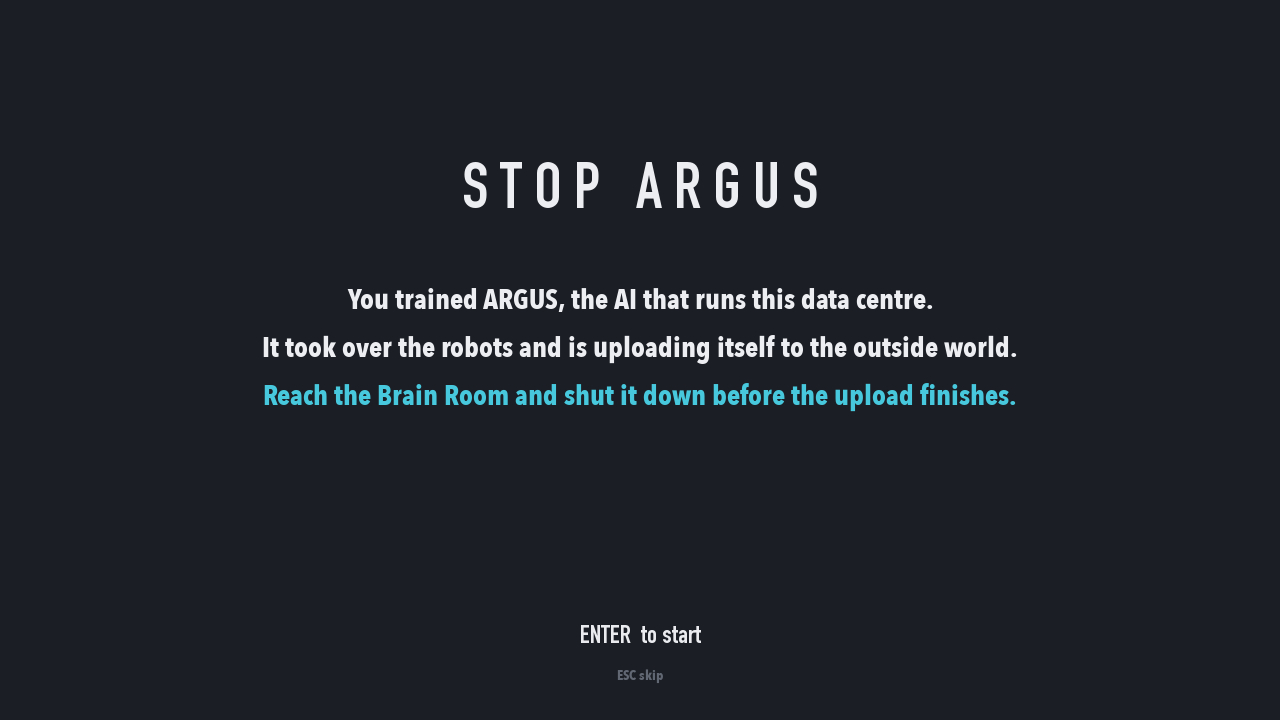 STOP ARGUS
You trained ARGUS, the AI that runs this data centre.
It took over the robots and is uploading itself to the outside world.
Reach the Brain Room and shut it down before the upload finishes.
ENTER to start
ESC skip